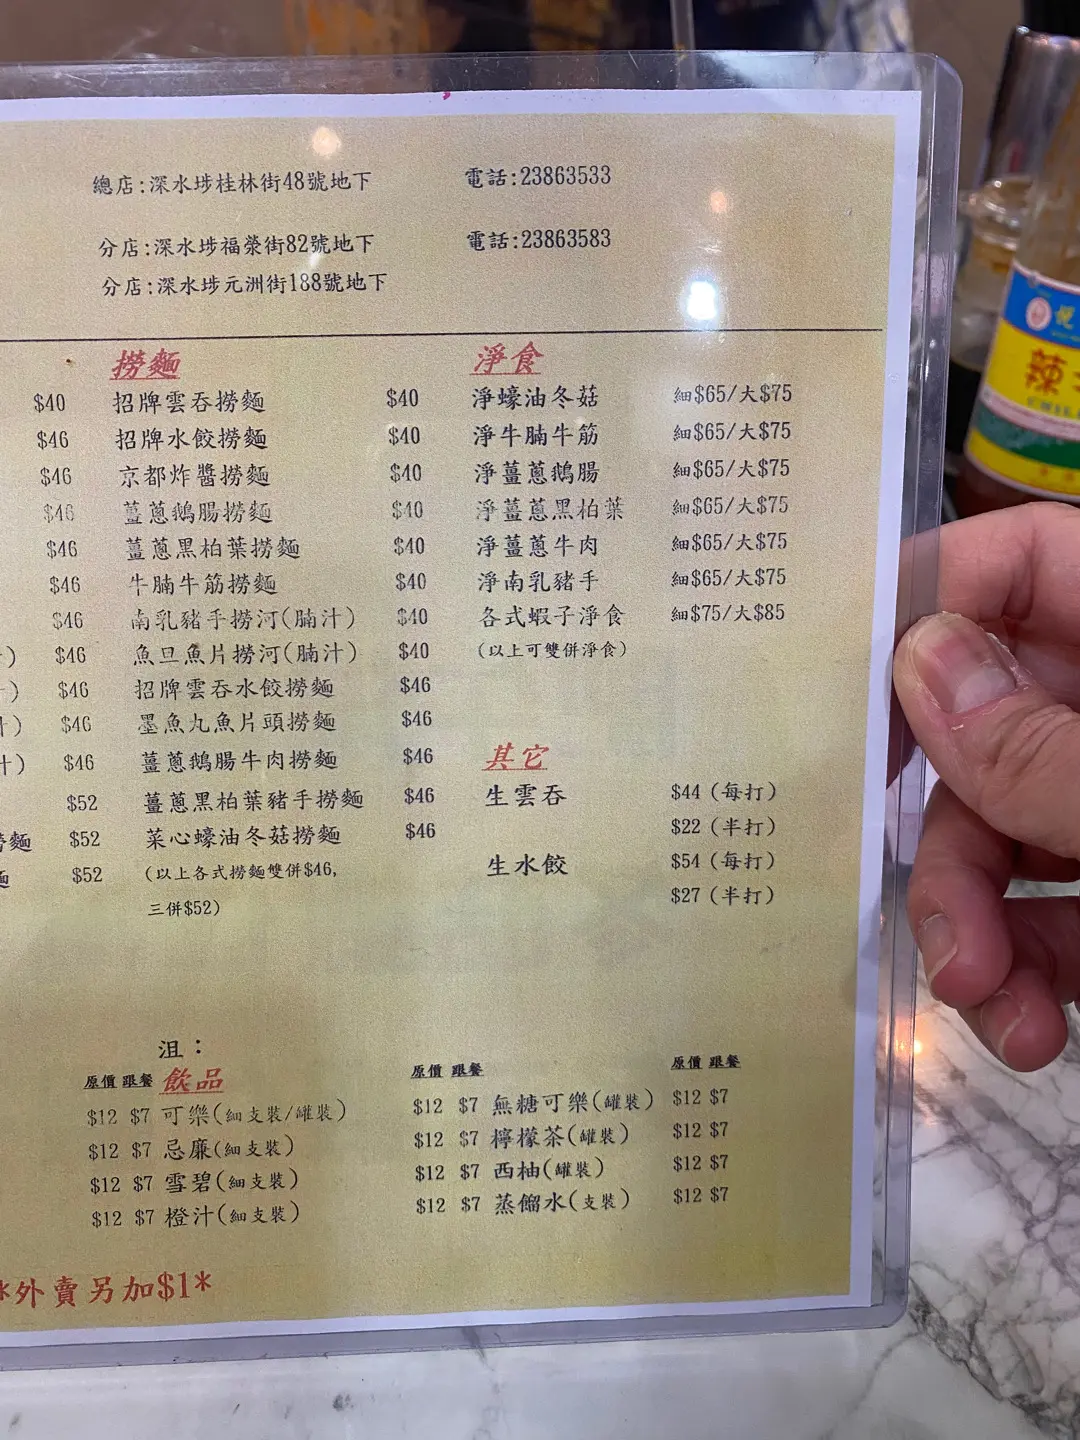 總店:深水埗桂林街48號地下 電話:23863533
分店:深水埗福榮街82號地下 電話:23863583
分店:深水埗元洲街188號地下
撈麵 淨食
$40 招牌雲吞撈麵 $40 淨蠔油冬菇 細$65/大$75
$46 招牌水餃撈麵 $40 淨牛腩牛筋 細$65/大$75
$46 京都炸醬撈麵 $40 淨薑蔥鵝腸 細$65/大$75
$46 薑蔥鵝腸撈麵 $40 淨薑蔥黑柏葉 細$65/大$75
$46 薑蔥黑柏葉撈麵 $40 淨薑蔥牛肉 細$65/大$75
$46 牛腩牛筋撈麵 $40 淨南乳豬手 細$65/大$75
$46 南乳豬手撈河(腩汁) $40 各式蝦子淨食 細$75/大$85
) $46 魚旦魚片撈河(腩汁) $40 (以上可雙併淨食)
) $46 招牌雲吞水餃撈麵 $46
汁) $46 墨魚丸魚片頭撈麵 $46
汁) $46 薑蔥鵝腸牛肉撈麵 $46 其它
$52 薑蔥黑柏葉豬手撈麵 $46 生雲吞 $44 (每打)
撈麵 $52 菜心蠔油冬菇撈麵 $46 $22 (半打)
麵 $52 (以上各式撈麵雙併$46, 生水餃 $54 (每打)
三併$52) $27 (半打)
沮：
原價 跟餐 飲品 原價 跟餐 原價 跟餐
$12 $7 可樂(細支裝/罐裝) $12 $7 無糖可樂(罐裝) $12 $7
$12 $7 忌廉(細支裝) $12 $7 檸檬茶(罐裝) $12 $7
$12 $7 雪碧(細支裝) $12 $7 西柚(罐裝) $12 $7
$12 $7 橙汁(細支裝) $12 $7 蒸餾水(支裝) $12 $7
*外賣另加$1*
悅
辣